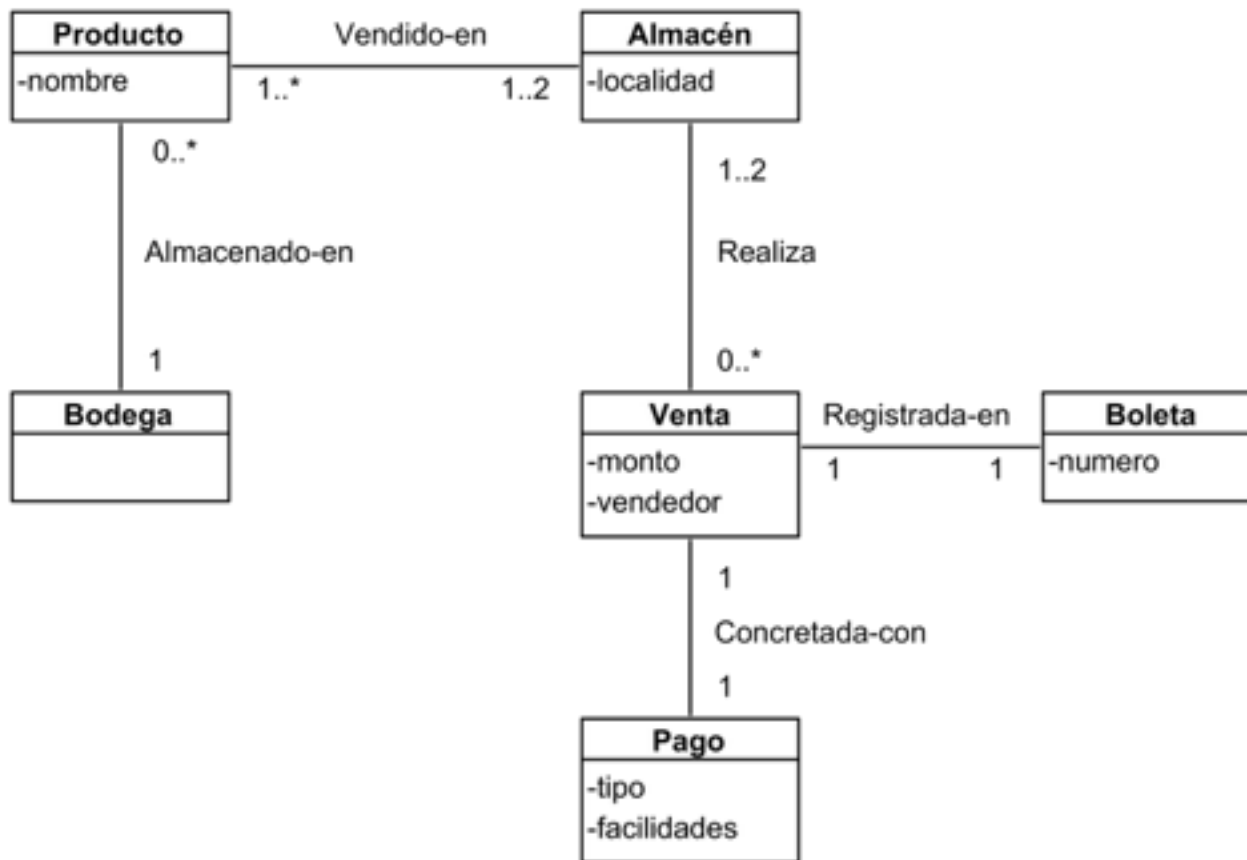 Producto
-nombre
Vendido-en
1..*
1..2
Almacén
-localidad
0..*
Almacenado-en
1
1..2
Realiza
0..*
Bodega
Venta
-monto
-vendedor
Registrada-en
1
1
Boleta
-numero
1
Concretada-con
1
Pago
-tipo
-facilidades